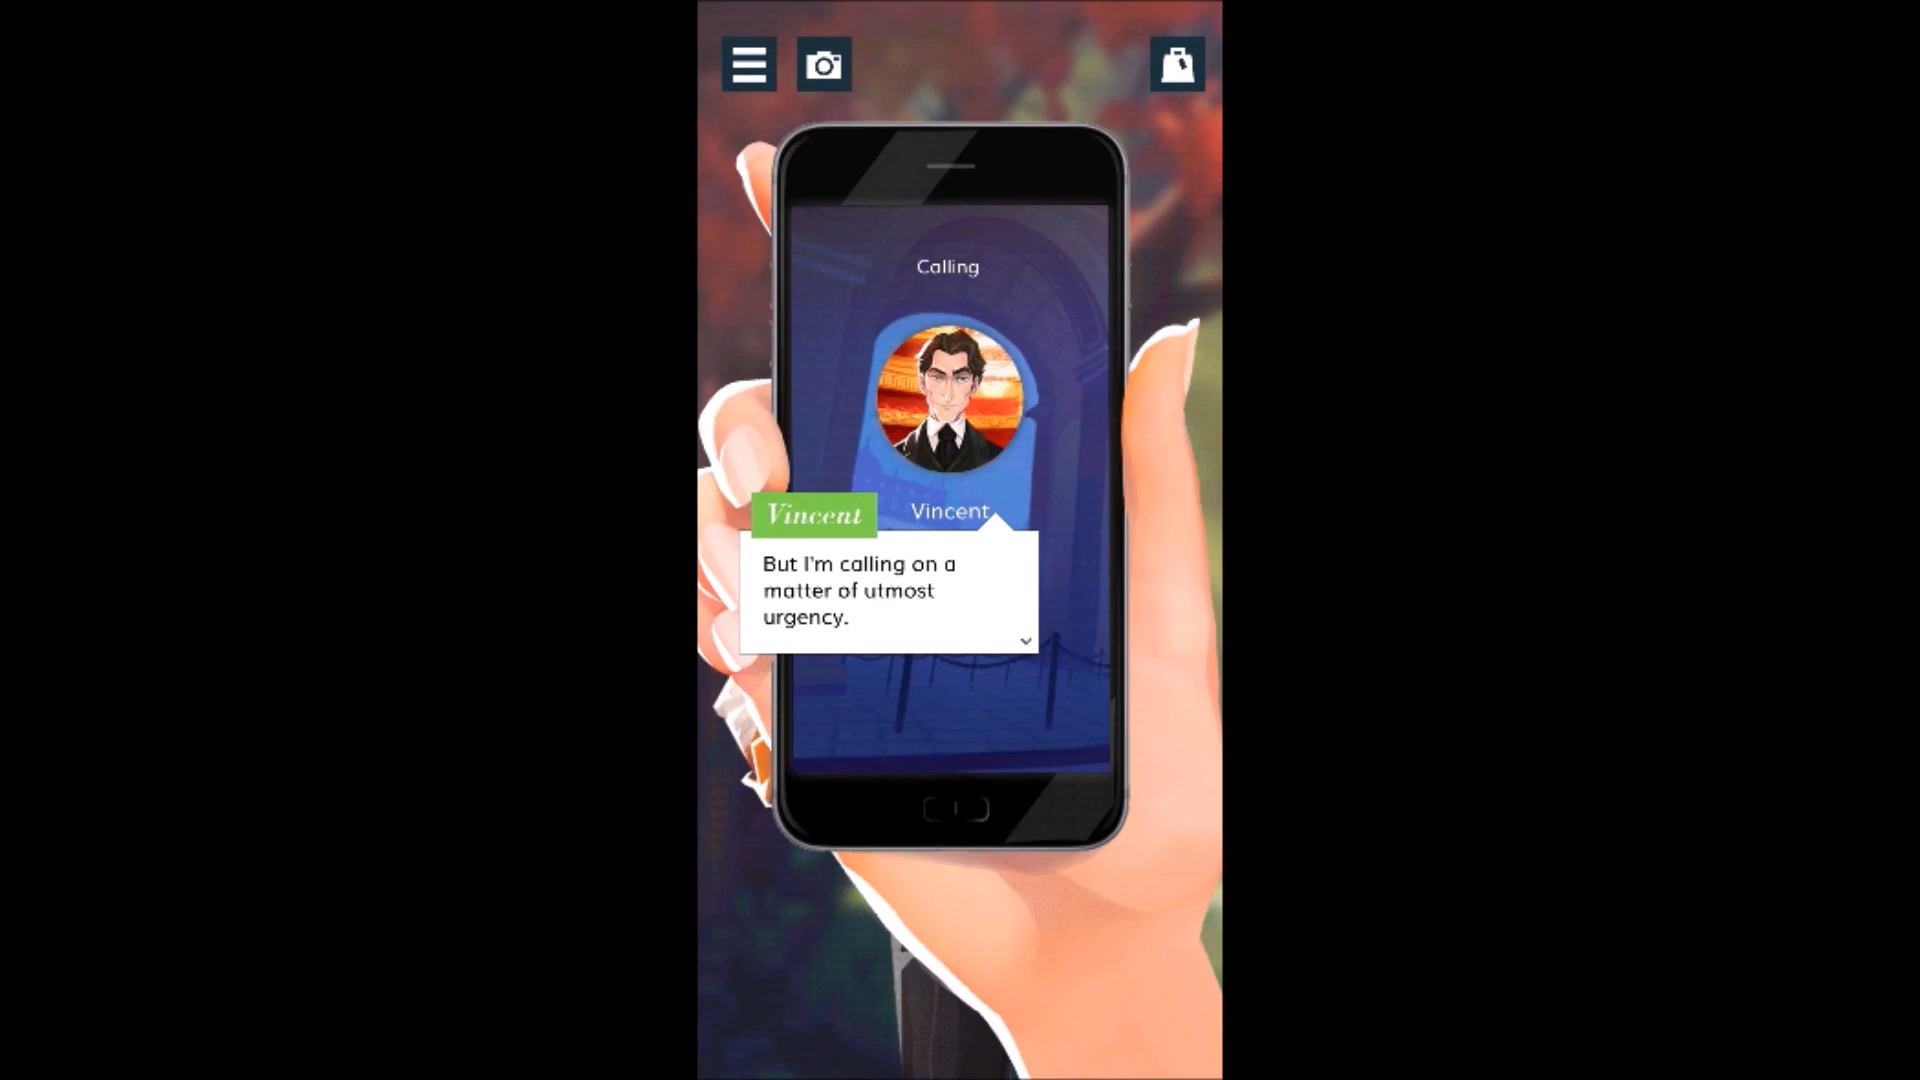 Calling
Vincent
Vincent
But I'm calling on a
matter of utmost
urgency.